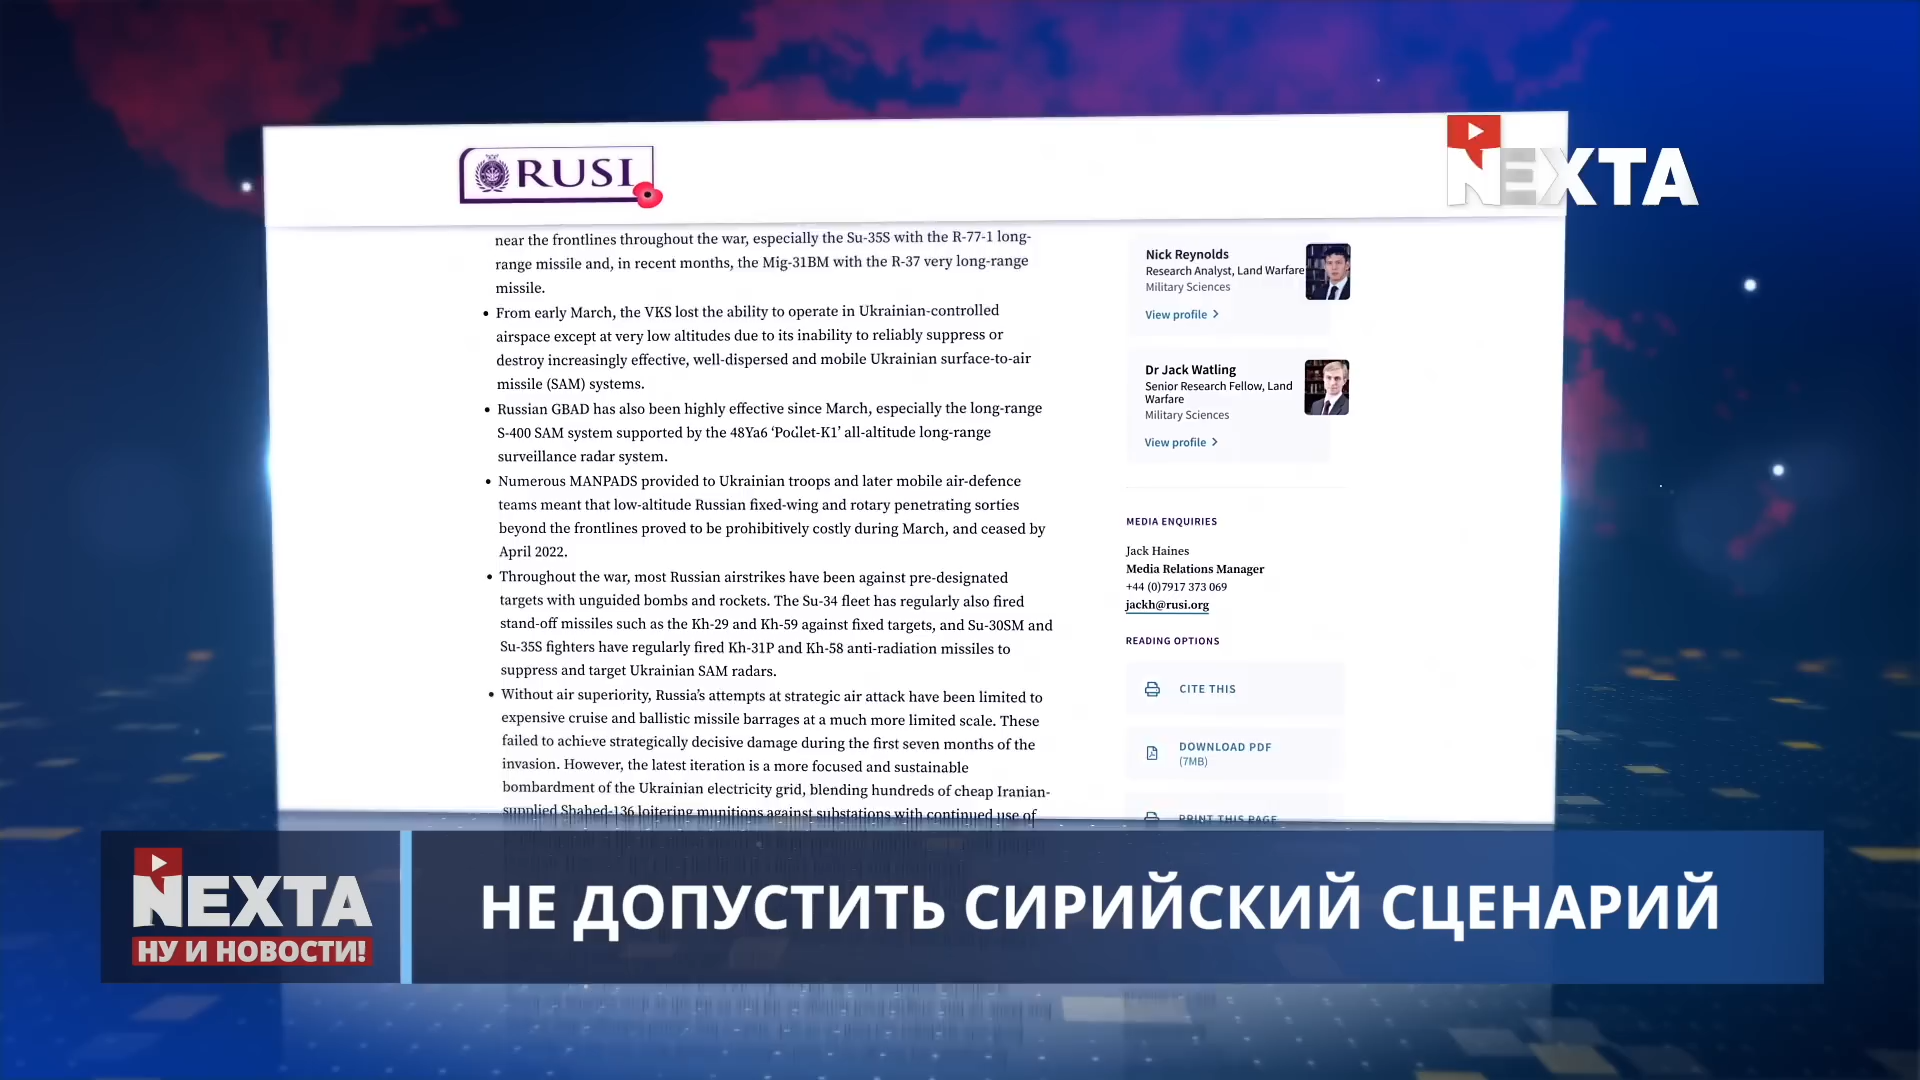 RUSI
NEXTA
near the frontlines throughout the war, especially the Su-35S with the R-77-1 long-
range missile and, in recent months, the Mig-31BM with the R-37 very long-range
missile.
• From early March, the VKS lost the ability to operate in Ukrainian-controlled
airspace except at very low altitudes due to its inability to reliably suppress or
destroy increasingly effective, well-dispersed and mobile Ukrainian surface-to-air
missile (SAM) systems.
• Russian GBAD has also been highly effective since March, especially the long-range
S-400 SAM system supported by the 48Ya6 ‘Podlet-K1’ all-altitude long-range
surveillance radar system.
• Numerous MANPADS provided to Ukrainian troops and later mobile air-defence
teams meant that low-altitude Russian fixed-wing and rotary penetrating sorties
beyond the frontlines proved to be prohibitively costly during March, and ceased by
April 2022.
• Throughout the war, most Russian airstrikes have been against pre-designated
targets with unguided bombs and rockets. The Su-34 fleet has regularly also fired
stand-off missiles such as the Kh-29 and Kh-59 against fixed targets, and Su-30SM and
Su-35S fighters have regularly fired Kh-31P and Kh-58 anti-radiation missiles to
suppress and target Ukrainian SAM radars.
• Without air superiority, Russia’s attempts at strategic air attack have been limited to
expensive cruise and ballistic missile barrages at a much more limited scale. These
failed to achieve strategically decisive damage during the first seven months of the
invasion. However, the latest iteration is a more focused and sustainable
bombardment of the Ukrainian electricity grid, blending hundreds of cheap Iranian-
supplied Shahed-136 loitering munitions against substations with continued use of
Nick Reynolds
Research Analyst, Land Warfare
Military Sciences
View profile
Dr Jack Watling
Senior Research Fellow, Land
Warfare
Military Sciences
View profile
MEDIA ENQUIRIES
Jack Haines
Media Relations Manager
+44 (0)7917 373 069
jackh@rusi.org
READING OPTIONS
CITE THIS
DOWNLOAD PDF
(7MB)
PRINT THIS PAGE
NEXTA
НУ И НОВОСТИ!
НЕ ДОПУСТИТЬ СИРИЙСКИЙ СЦЕНАРИЙ